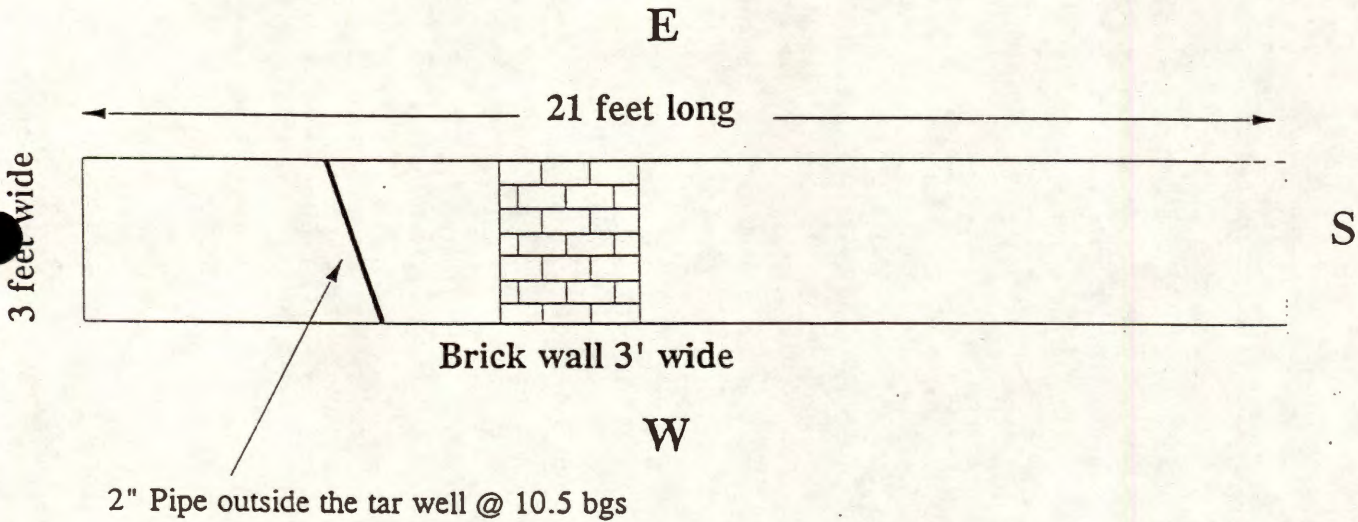 E
21 feet long
3 feet wide
S
Brick wall 3' wide
W
2" Pipe outside the tar well @ 10.5 bgs